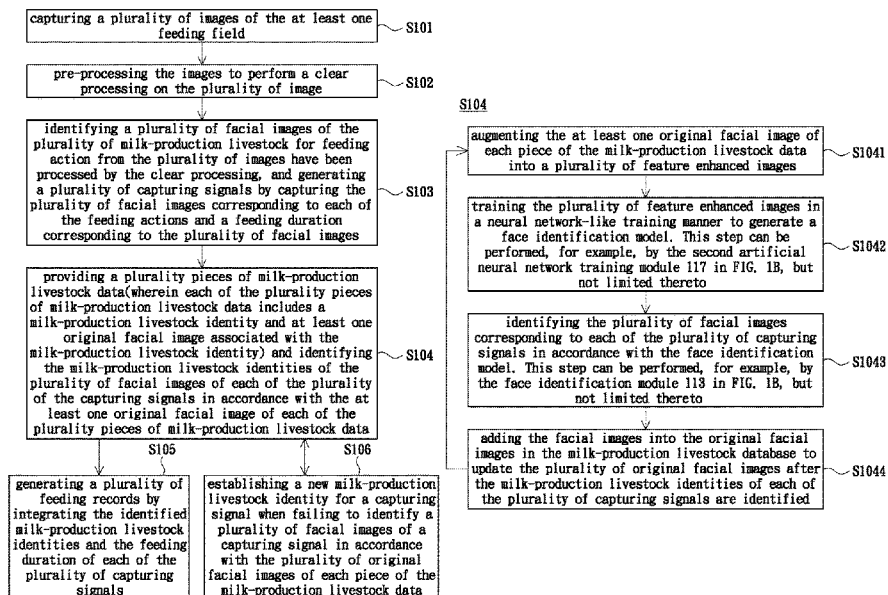 capturing a plurality of images of the at least one
feeding field
S101
pre-processing the images to perform a clear
processing on the plurality of image
S102
identifying a plurality of facial images of the
plurality of milk-production livestock for feeding
action from the plurality of images have been
processed by the clear processing, and generating
a plurality of capturing signals by capturing the
plurality of facial images corresponding to each of
the feeding actions and a feeding duration
corresponding to the plurality of facial images
S103
providing a plurality pieces of milk-production
livestock data(wherein each of the plurality pieces
of milk-production livestock data includes a
milk-production livestock identity and at least one
original facial image associated with the
milk-production livestock identity) and identifying
the milk-production livestock identities of the
plurality of facial images of each of the plurality
of the capturing signals in accordance with the at
least one original facial image of each of the
plurality pieces of milk-production livestock data
S104
S105
generating a plurality of
feeding records by
integrating the identified
milk-production livestock
identities and the feeding
duration of each of the
plurality of capturing
signals
S106
establishing a new milk-production
livestock identity for a capturing
signal when failing to identify a
plurality of facial images of a
capturing signal in accordance
with the plurality of original
facial images of each piece of the
milk-production livestock data
S104
augmenting the at least one original facial image of
each piece of the milk-production livestock data
into a plurality of feature enhanced images
S1041
training the plurality of feature enhanced images in
a neural network-like training manner to generate a
face identification model. This step can be
performed, for example, by the second artificial
neural network training module 117 in FIG. 1B, but
not limited thereto
S1042
identifying the plurality of facial images
corresponding to each of the plurality of capturing
signals in accordance with the face identification
model. This step can be performed, for example, by
the face identification module 113 in FIG. 1B, but
not limited thereto
S1043
adding the facial images into the original facial
images in the milk-production livestock database to
update the plurality of original facial images after
the milk-production livestock identities of each of
the plurality of capturing signals are identified
S1044